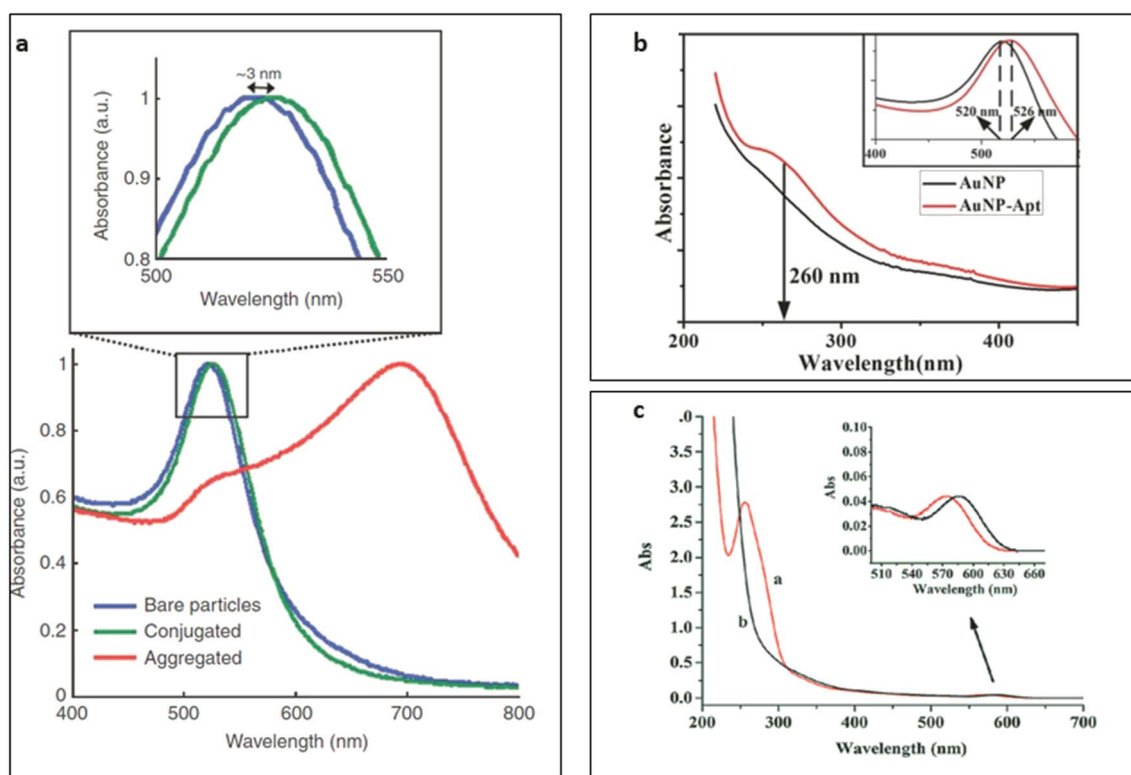 a
~3 nm
1
0.9
0.8
Absorbance (a.u.)
500
550
Wavelength (nm)
1
0.8
0.6
0.4
0.2
0
Absorbance (a.u.)
Bare particles
Conjugated
Aggregated
400
500
600
700
800
Wavelength (nm)
b
Absorbance
520 nm
526 nm
400
500
AuNP
AuNP-Apt
260 nm
200
300
400
Wavelength(nm)
c
.0
3.5
3.0
2.5
2.0
1.5
1.0
0.5
0.0
Abs
a
b
0.10
0.08
0.06
0.04
0.02
0.00
Abs
510
540
570
600
630
660
Wavelength (nm)
200
300
400
500
600
700
Wavelength (nm)